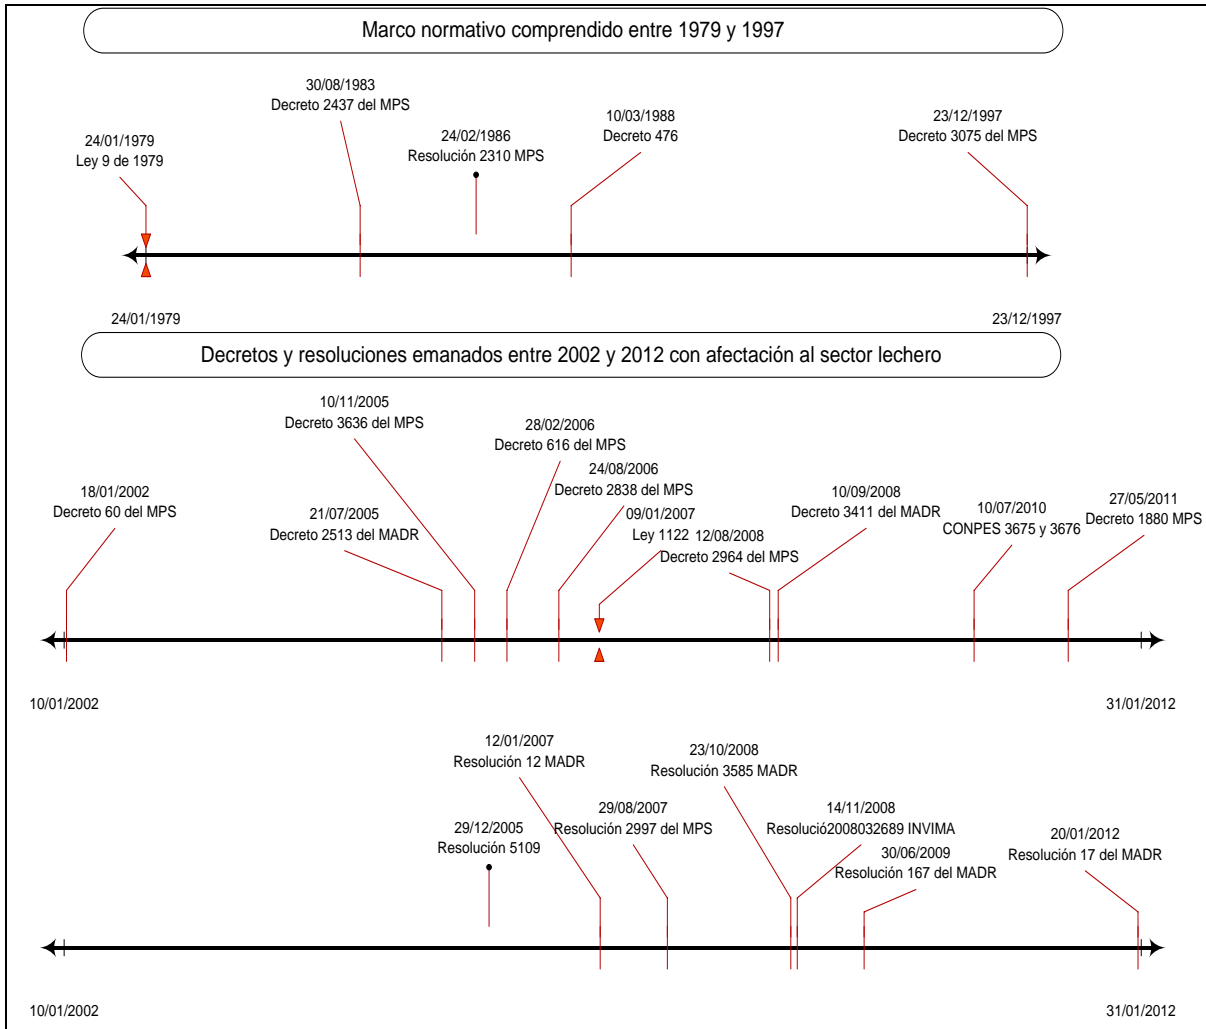 Marco normativo comprendido entre 1979 y 1997
24/01/1979
Ley 9 de 1979
30/08/1983
Decreto 2437 del MPS
24/02/1986
Resolución 2310 MPS
10/03/1988
Decreto 476
23/12/1997
Decreto 3075 del MPS
24/01/1979
23/12/1997
Decretos y resoluciones emanados entre 2002 y 2012 con afectación al sector lechero
18/01/2002
Decreto 60 del MPS
21/07/2005
Decreto 2513 del MADR
10/11/2005
Decreto 3636 del MPS
28/02/2006
Decreto 616 del MPS
24/08/2006
Decreto 2838 del MPS
09/01/2007
Ley 1122
12/08/2008
Decreto 2964 del MPS
10/09/2008
Decreto 3411 del MADR
10/07/2010
CONPES 3675 y 3676
27/05/2011
Decreto 1880 MPS
10/01/2002
31/01/2012
29/12/2005
Resolución 5109
12/01/2007
Resolución 12 MADR
29/08/2007
Resolución 2997 del MPS
23/10/2008
Resolución 3585 MADR
14/11/2008
Resolució2008032689 INVIMA
30/06/2009
Resolución 167 del MADR
20/01/2012
Resolución 17 del MADR
10/01/2002
31/01/2012